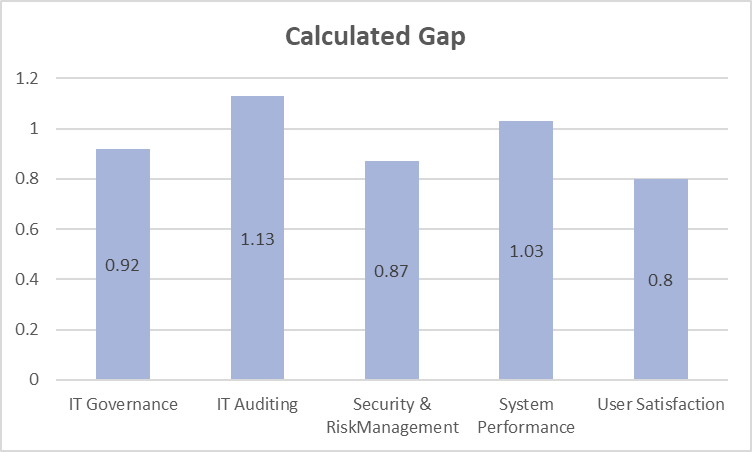 Calculated Gap
1.2
1
0.8
0.6
0.4
0.2
0
0.92
1.13
0.87
1.03
0.8
IT Governance
IT Auditing
Security &
RiskManagement
System
Performance
User Satisfaction